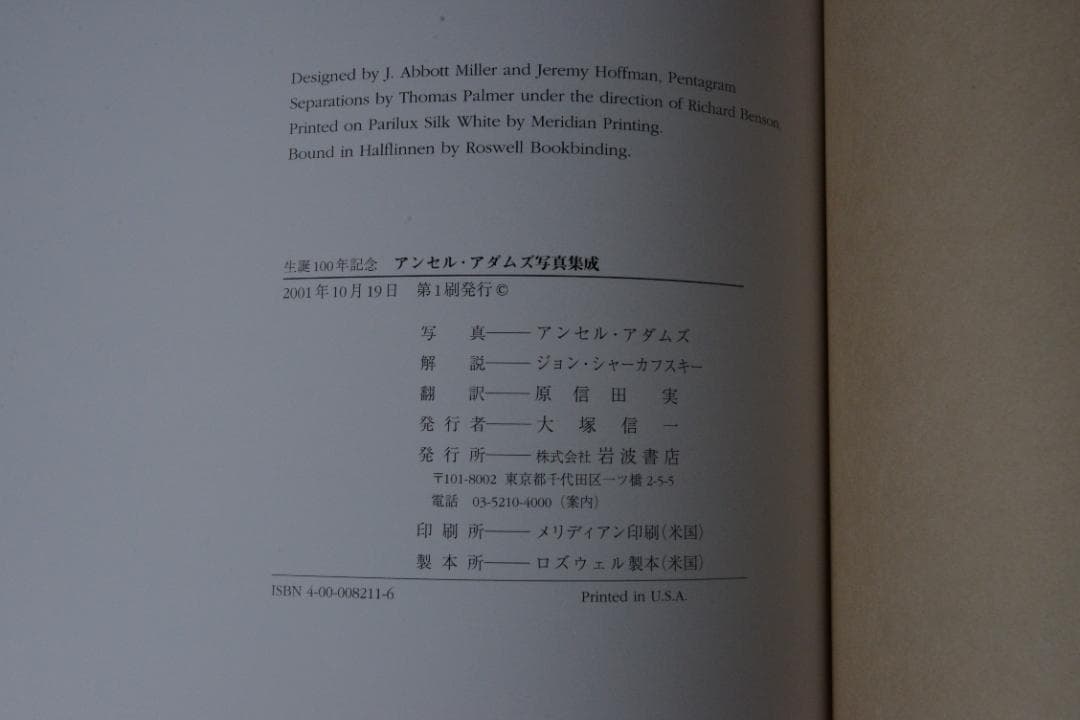 Designed by J. Abbott Miller and Jeremy Hoffman, Pentagram
Separations by Thomas Palmer under the direction of Richard Benson
Printed on Parilux Silk White by Meridian Printing.
Bound in Halflinnen by Roswell Bookbinding.
生誕100年記念 アンセル・アダムズ写真集成
2001年10月19日 第1刷発行©
写 真——アンセル・アダムズ
解 説——ジョン・シャーカフスキー
翻 訳——原信田 実
発行者——大塚信一
発行所——株式会社 岩波書店
〒101-8002 東京都千代田区一ツ橋2-5-5
電話 03-5210-4000（案内）
印刷所——メリディアン印刷(米国)
製本所——ロズウェル製本(米国)
ISBN 4-00-008211-6 Printed in U.S.A.